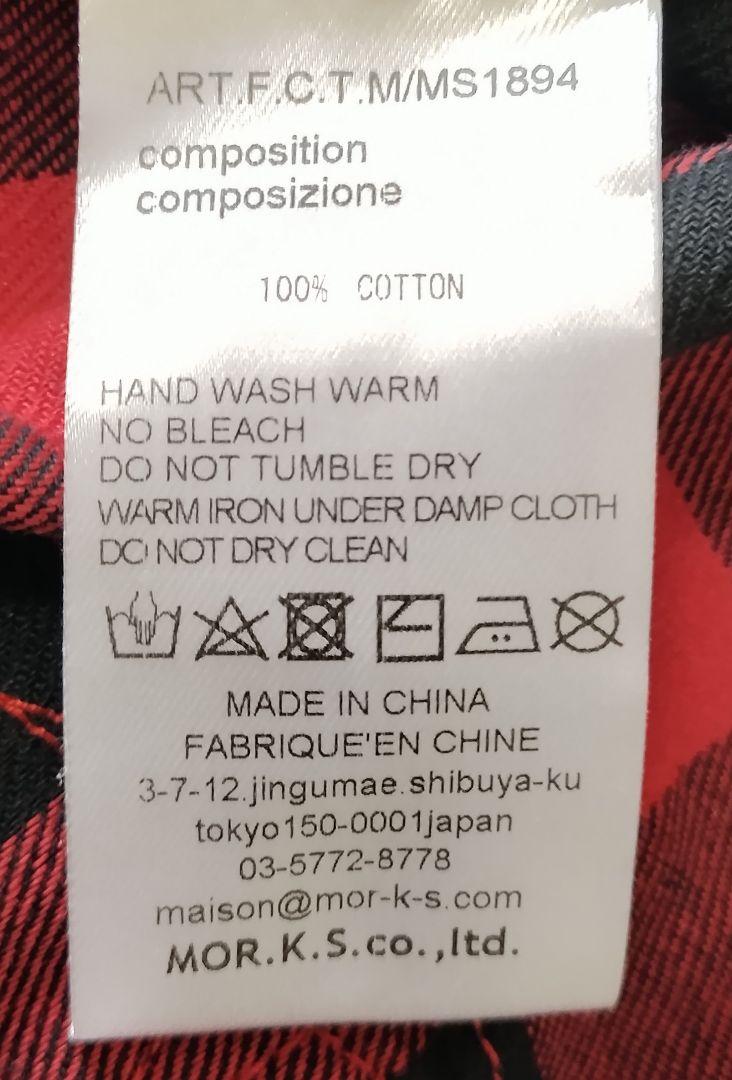 ART.F.C.T.M/MS1894
composition
composizione
100% COTTON
HAND WASH WARM
NO BLEACH
DO NOT TUMBLE DRY
WARM IRON UNDER DAMP CLOTH
DO NOT DRY CLEAN
MADE IN CHINA
FABRIQUE'EN CHINE
3-7-12.jingumae.shibuya-ku
tokyo150-0001japan
03-5772-8778
maison@mor-k-s.com
MOR.K.S.co.,ltd.